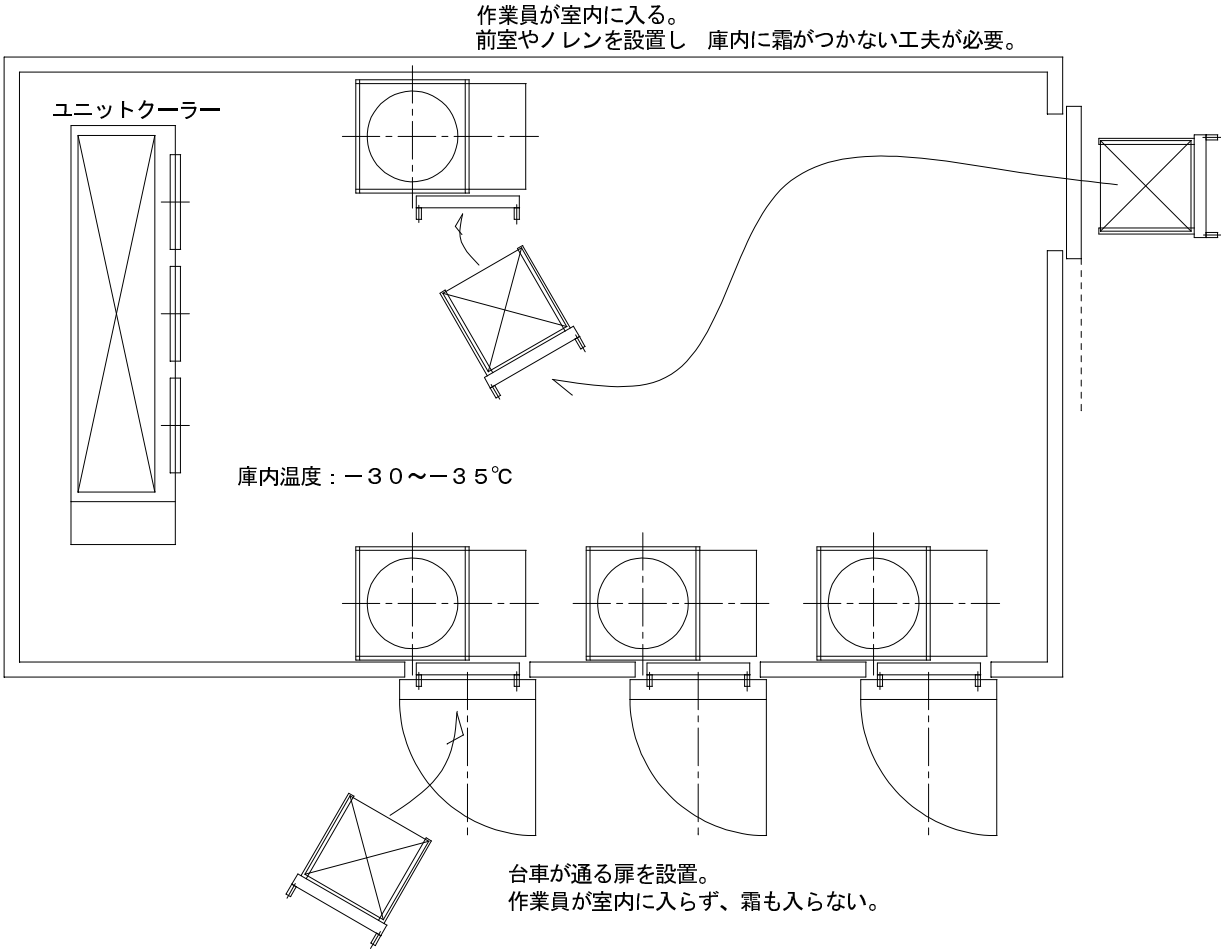 作業員が室内に入る。
前室やノレンを設置し　庫内に霜がつかない工夫が必要。
ユニットクーラー
庫内温度：－３０～－３５℃
台車が通る扉を設置。
作業員が室内に入らず、霜も入らない。